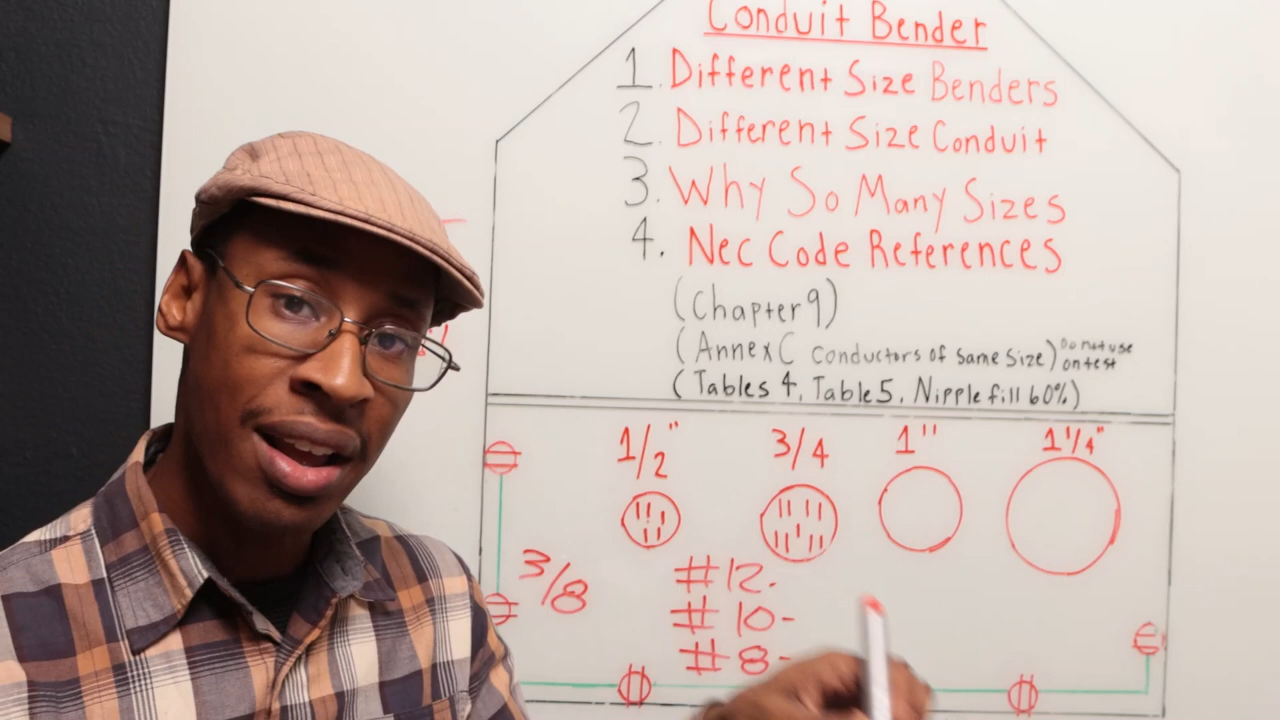 Conduit Bender
1. Different Size Benders
2. Different Size Conduit
3. Why So Many Sizes
4. Nec Code References
(Chapter 9)
(Annex C conductors of same size) Do not use on test
(Tables 4, Table 5, Nipple fill 60%)
1/2" 3/4 1" 1 1/4"
3/8
#12-
#10-
#8-